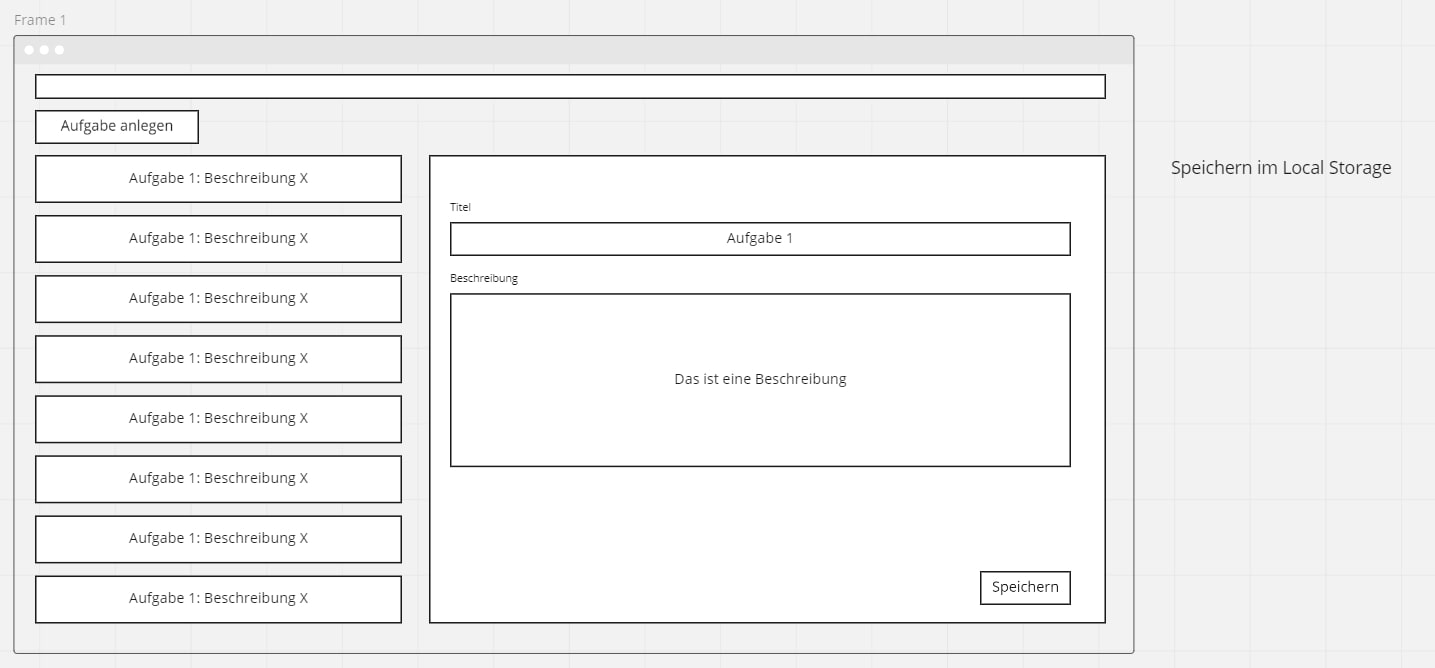 Frame 1
Aufgabe anlegen
Aufgabe 1: Beschreibung X
Aufgabe 1: Beschreibung X
Aufgabe 1: Beschreibung X
Aufgabe 1: Beschreibung X
Aufgabe 1: Beschreibung X
Aufgabe 1: Beschreibung X
Aufgabe 1: Beschreibung X
Aufgabe 1: Beschreibung X
Titel
Aufgabe 1
Beschreibung
Das ist eine Beschreibung
Speichern
Speichern im Local Storage